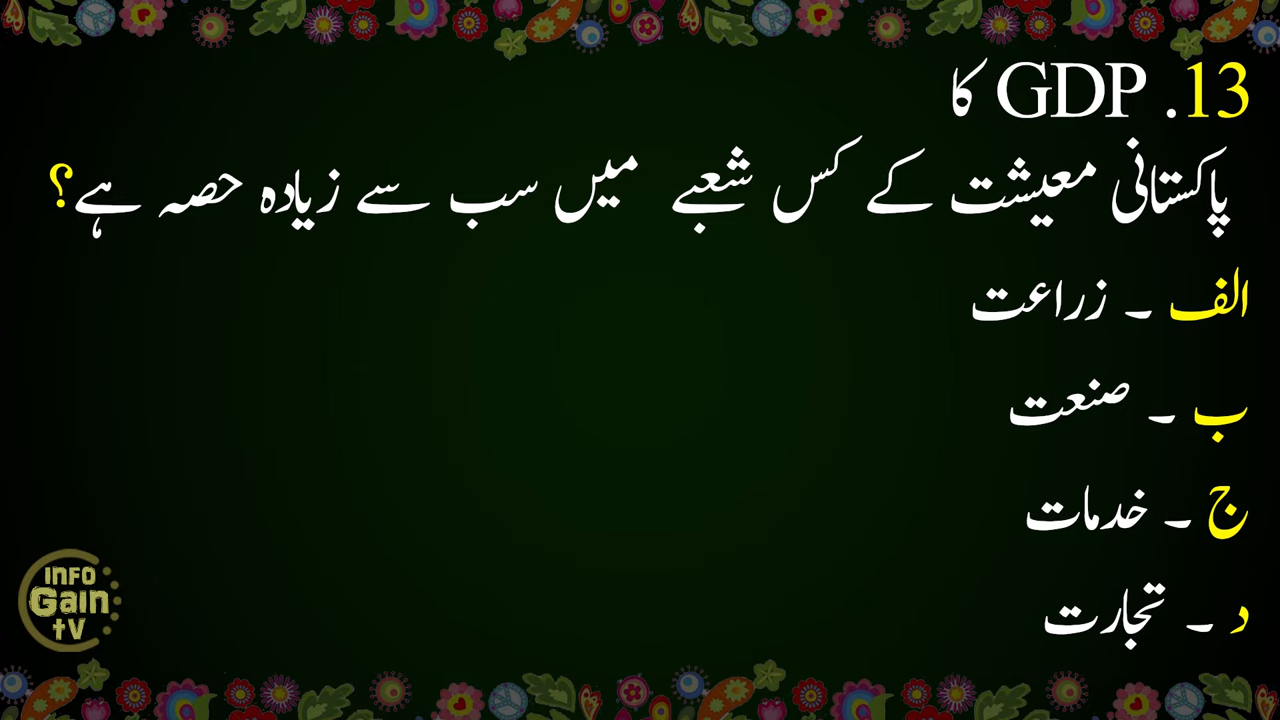 13. GDP کا
پاکستانی معیشت کے کس شعبے میں سب سے زیادہ حصہ ہے؟
الف ۔ زراعت
ب ۔ صنعت
ج ۔ خدمات
د ۔ تجارت
INFO
Gain
tV